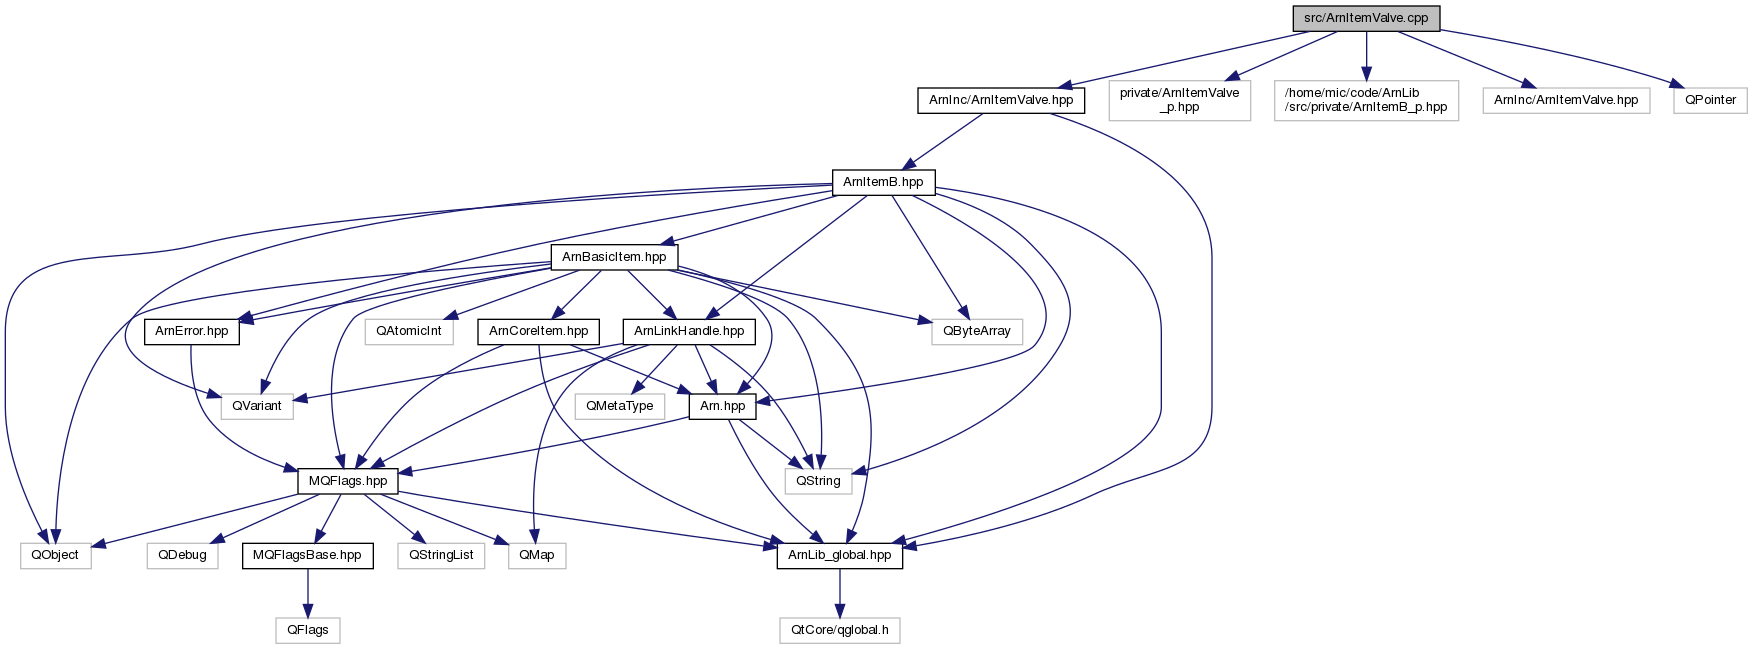 src/ArnItemValve.cpp
ArnInc/ArnItemValve.hpp
private/ArnItemValve
_p.hpp
/home/mic/code/ArnLib
/src/private/ArnItemB_p.hpp
ArnInc/ArnItemValve.hpp
QPointer
ArnItemB.hpp
ArnBasicItem.hpp
ArnError.hpp
QAtomicInt
ArnCoreItem.hpp
ArnLinkHandle.hpp
QByteArray
QVariant
QMetaType
Arn.hpp
MQFlags.hpp
QString
QObject
QDebug
MQFlagsBase.hpp
QStringList
QMap
ArnLib_global.hpp
QFlags
QtCore/qglobal.h